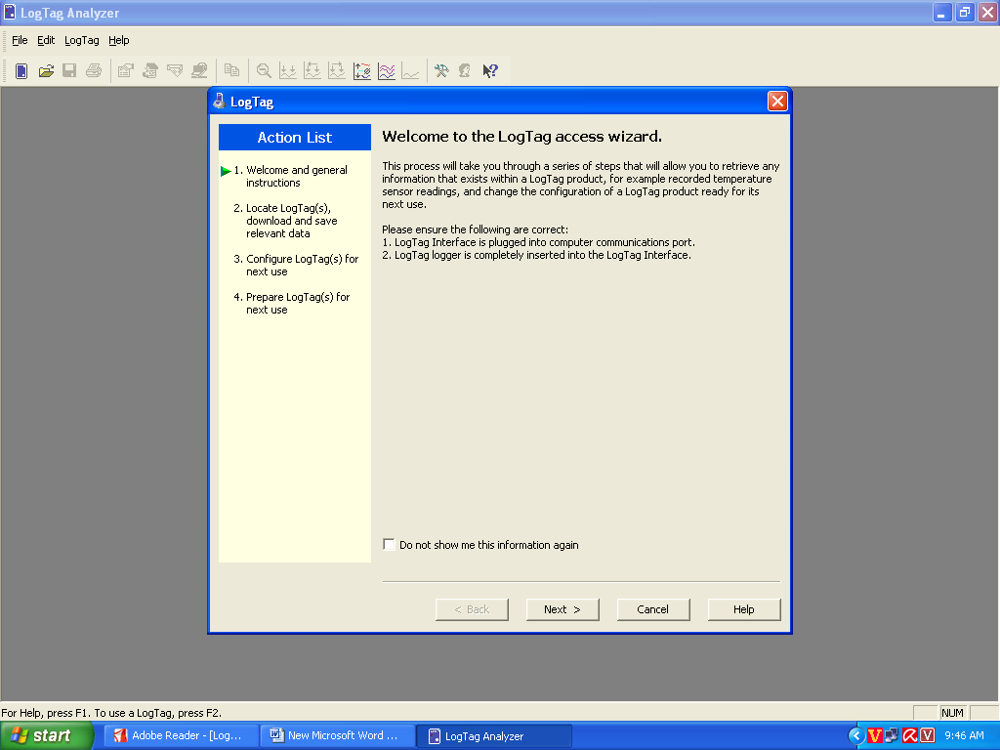 LogTag Analyzer
File Edit LogTag Help
LogTag
Action List
1. Welcome and general
instructions
2. Locate LogTag(s),
download and save
relevant data
3. Configure LogTag(s) for
next use
4. Prepare LogTag(s) for
next use
Welcome to the LogTag access wizard.
This process will take you through a series of steps that will allow you to retrieve any
information that exists within a LogTag product, for example recorded temperature
sensor readings, and change the configuration of a LogTag product ready for its
next use.
Please ensure the following are correct:
1. LogTag Interface is plugged into computer communications port.
2. LogTag logger is completely inserted into the LogTag Interface.
Do not show me this information again
< Back Next > Cancel Help
For Help, press F1. To use a LogTag, press F2. NUM
start Adobe Reader - [Log... New Microsoft Word ... LogTag Analyzer 9:46 AM